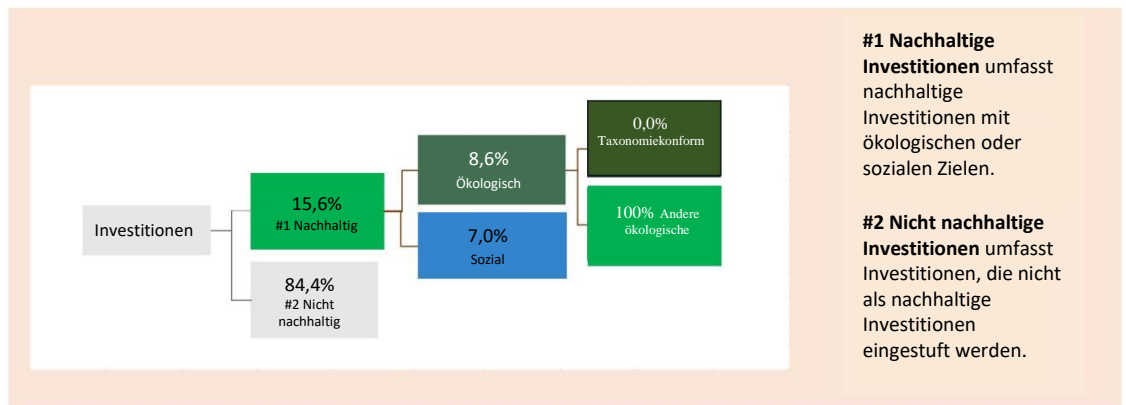 Investitionen
15,6%
#1 Nachhaltig
84,4%
#2 Nicht
nachhaltig
8,6%
Ökologisch
7,0%
Sozial
0,0%
Taxonomiekonform
100% Andere
ökologische
#1 Nachhaltige
Investitionen umfasst
nachhaltige
Investitionen mit
ökologischen oder
sozialen Zielen.
#2 Nicht nachhaltige
Investitionen umfasst
Investitionen, die nicht
als nachhaltige
Investitionen
eingestuft werden.